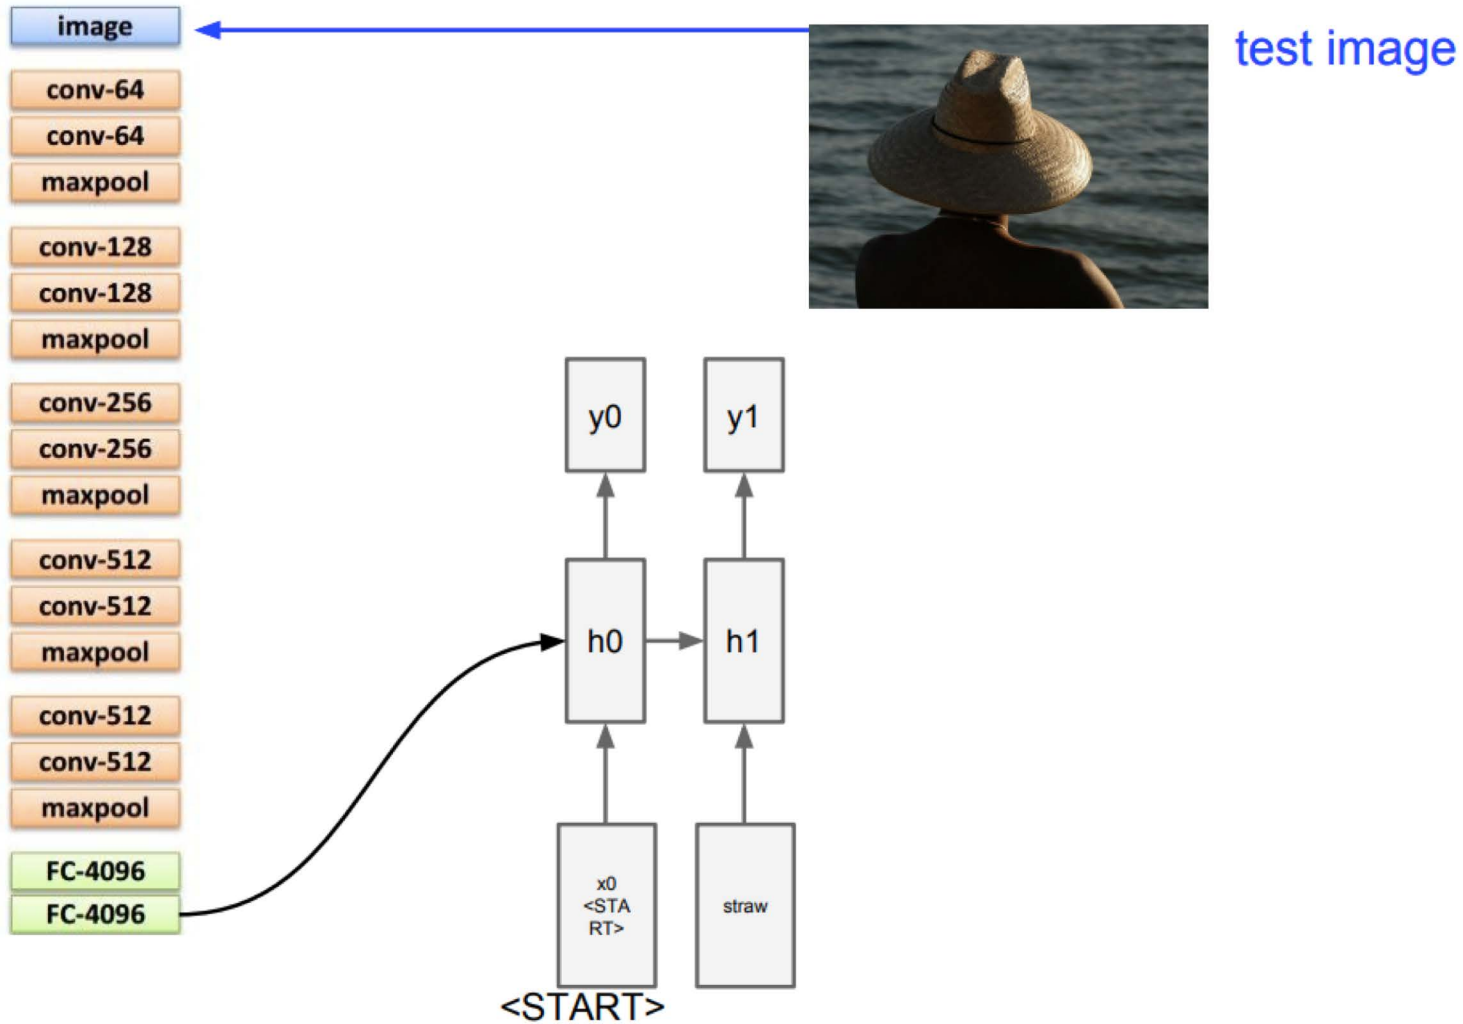 image
conv-64
conv-64
maxpool
conv-128
conv-128
maxpool
conv-256
conv-256
maxpool
conv-512
conv-512
maxpool
conv-512
conv-512
maxpool
FC-4096
FC-4096
test image
y0
y1
h0
h1
x0
<STA
RT>
straw
<START>